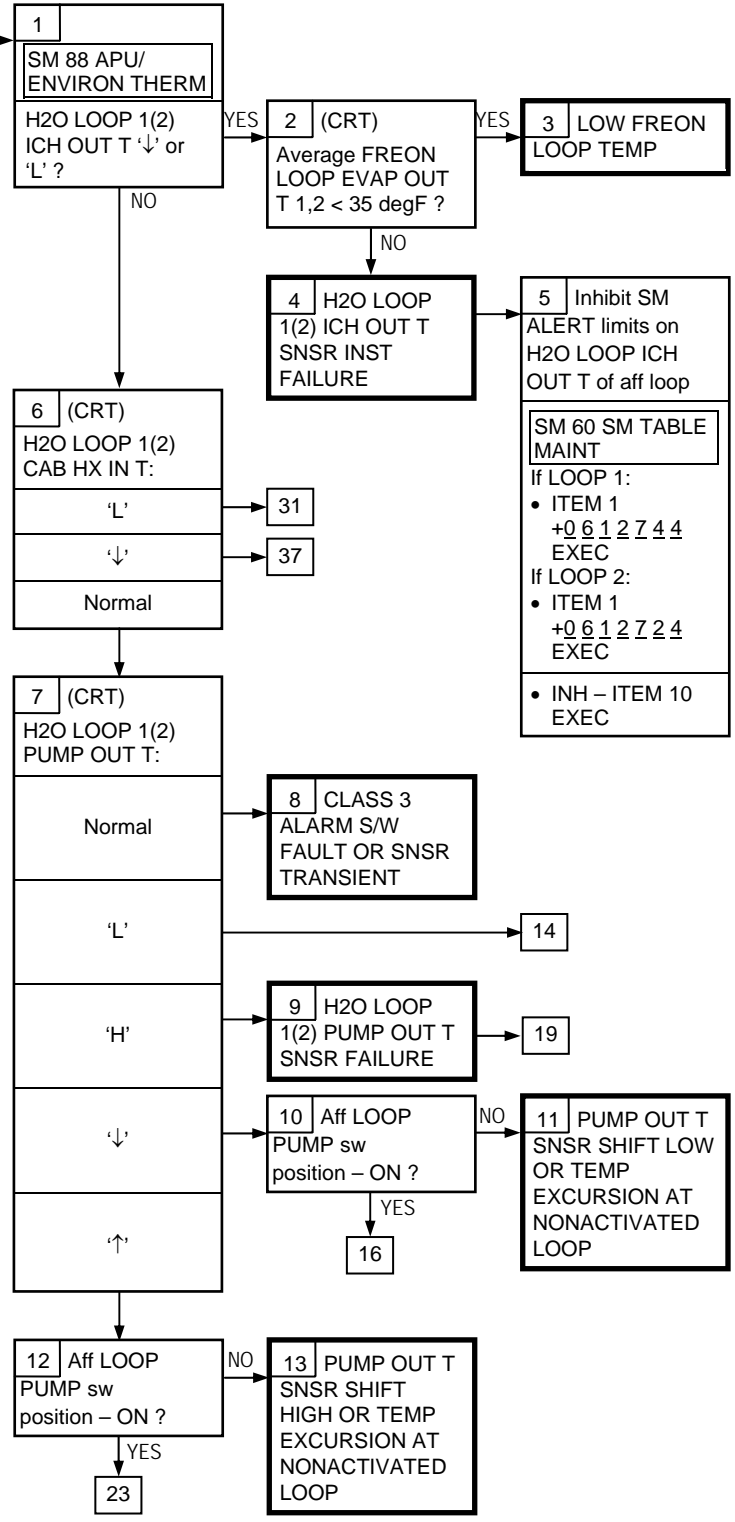 1
SM 88 APU/
ENVIRON THERM
H2O LOOP 1(2)
ICH OUT T ‘↓’ or
‘L’ ?
YES
NO
2 (CRT)
Average FREON
LOOP EVAP OUT
T 1,2 < 35 degF ?
YES
NO
3 LOW FREON
LOOP TEMP
4 H2O LOOP
1(2) ICH OUT T
SNSR INST
FAILURE
5 Inhibit SM
ALERT limits on
H2O LOOP ICH
OUT T of aff loop
SM 60 SM TABLE
MAINT
If LOOP 1:
• ITEM 1
+0 6 1 2 7 4 4
EXEC
If LOOP 2:
• ITEM 1
+0 6 1 2 7 2 4
EXEC
• INH – ITEM 10
EXEC
6 (CRT)
H2O LOOP 1(2)
CAB HX IN T:
‘L’
31
‘↓’
37
Normal
7 (CRT)
H2O LOOP 1(2)
PUMP OUT T:
Normal
8 CLASS 3
ALARM S/W
FAULT OR SNSR
TRANSIENT
‘L’
14
‘H’
9 H2O LOOP
1(2) PUMP OUT T
SNSR FAILURE
19
‘↓’
10 Aff LOOP
PUMP sw
position – ON ?
NO
YES
16
11 PUMP OUT T
SNSR SHIFT LOW
OR TEMP
EXCURSION AT
NONACTIVATED
LOOP
‘↑’
12 Aff LOOP
PUMP sw
position – ON ?
NO
YES
23
13 PUMP OUT T
SNSR SHIFT
HIGH OR TEMP
EXCURSION AT
NONACTIVATED
LOOP